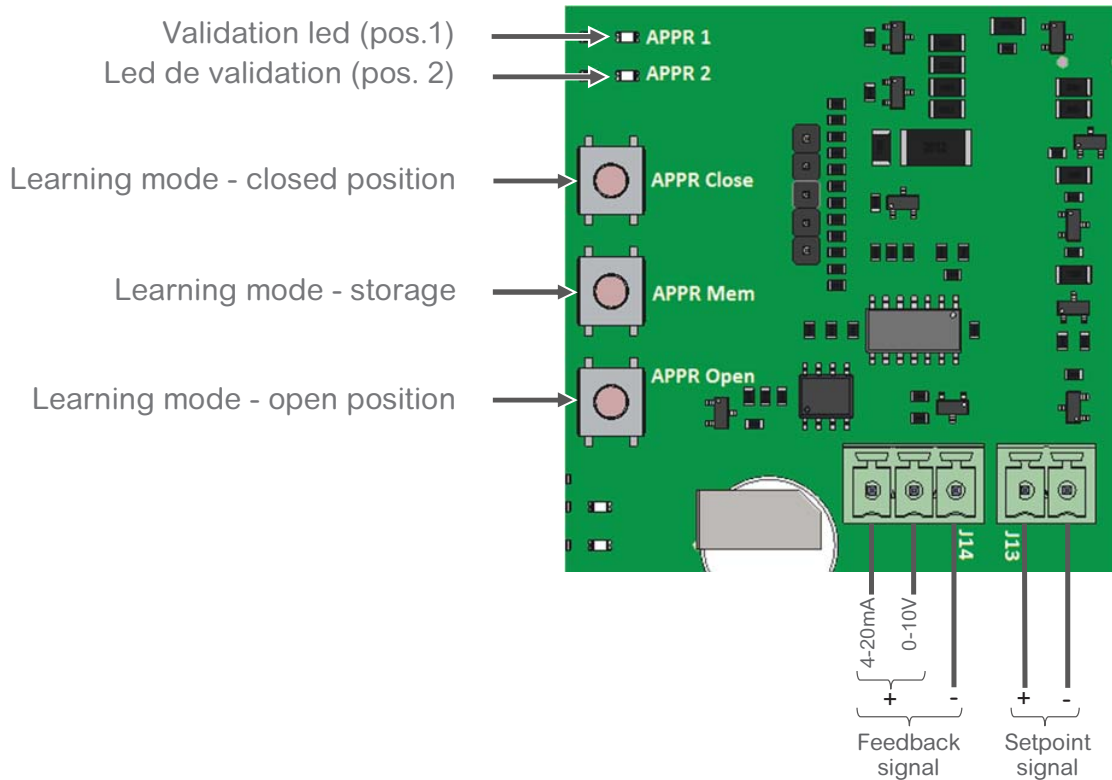 Validation led (pos.1)
Led de validation (pos. 2)
Learning mode - closed position
Learning mode - storage
Learning mode - open position
APPR 1
APPR 2
APPR Close
APPR Mem
APPR Open
J14
J13
4-20mA
0-10V
+
-
+
-
Feedback
signal
Setpoint
signal